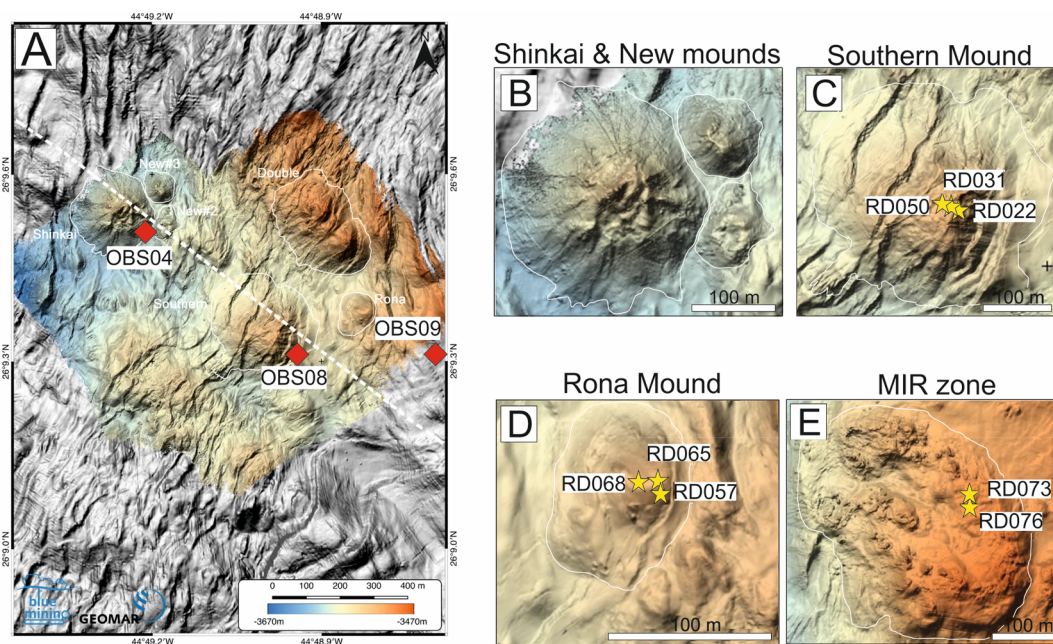 44°49.2'W
44°48.9'W
A
N
26°9.6'N
26°9.6'N
New#3
Double
New#2
Shinkai
OBS04
Southern
Rona
OBS09
26°9.3'N
26°9.3'N
OBS08
26°9.0'N
26°9.0'N
0 100 200 300 400 m
-3670m -3470m
blue
mining
GEOMAR
44°49.2'W
44°48.9'W
Shinkai & New mounds
B
100 m
Southern Mound
C
RD031
RD050
RD022
100 m
Rona Mound
D
RD065
RD068
RD057
100 m
MIR zone
E
RD073
RD076
100 m